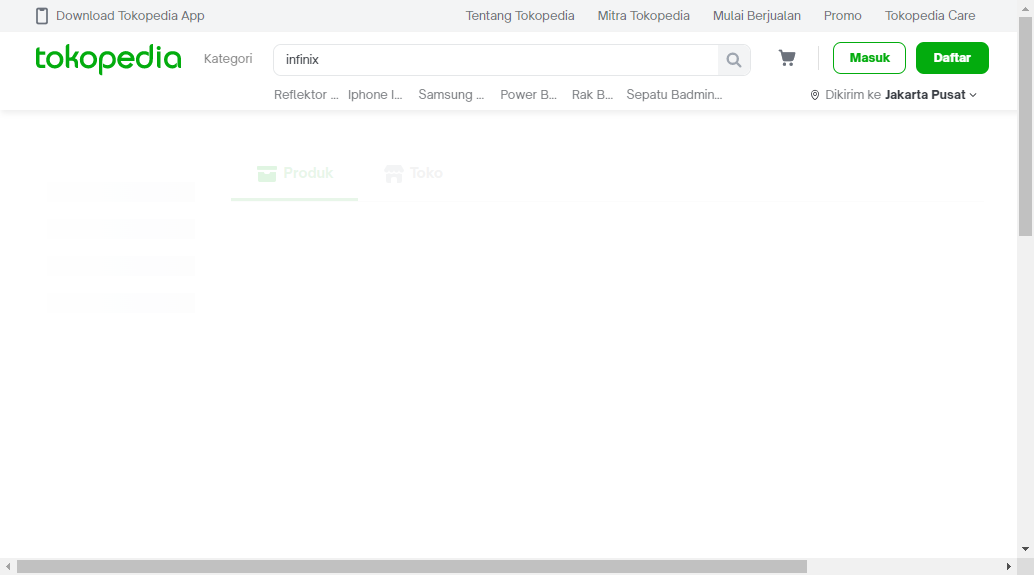 Download Tokopedia App
Tentang Tokopedia
Mitra Tokopedia
Mulai Berjualan
Promo
Tokopedia Care
tokopedia
Kategori
infinix
Masuk
Daftar
Reflektor ...
Iphone I...
Samsung ...
Power B...
Rak B...
Sepatu Badmin...
Dikirim ke Jakarta Pusat
Produk
Toko